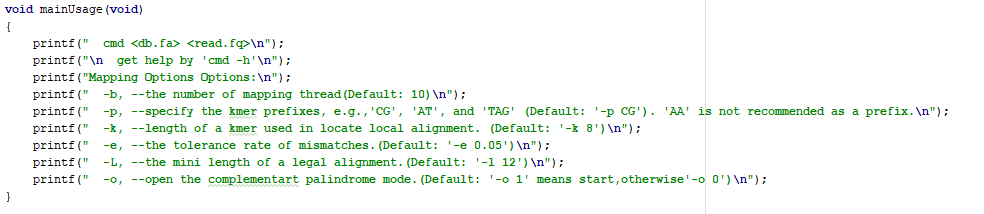 void mainUsage(void)
{
    printf("  cmd <db.fa> <read.fq>\n");
    printf("\n  get help by 'cmd -h'\n");
    printf("Mapping Options Options:\n");
    printf("  -b, --the number of mapping thread(Default: 10)\n");
    printf("  -p, --specify the kmer prefixes, e.g.,'CG', 'AT', and 'TAG' (Default: '-p CG'). 'AA' is not recommended as a prefix.\n");
    printf("  -k, --length of a kmer used in locate local alignment. (Default: '-k 8')\n");
    printf("  -e, --the tolerance rate of mismatches.(Default: '-e 0.05')\n");
    printf("  -L, --the mini length of a legal alignment.(Default: '-l 12')\n");
    printf("  -o, --open the complementart palindrome mode.(Default: '-o 1' means start,otherwise'-o 0')\n");
}